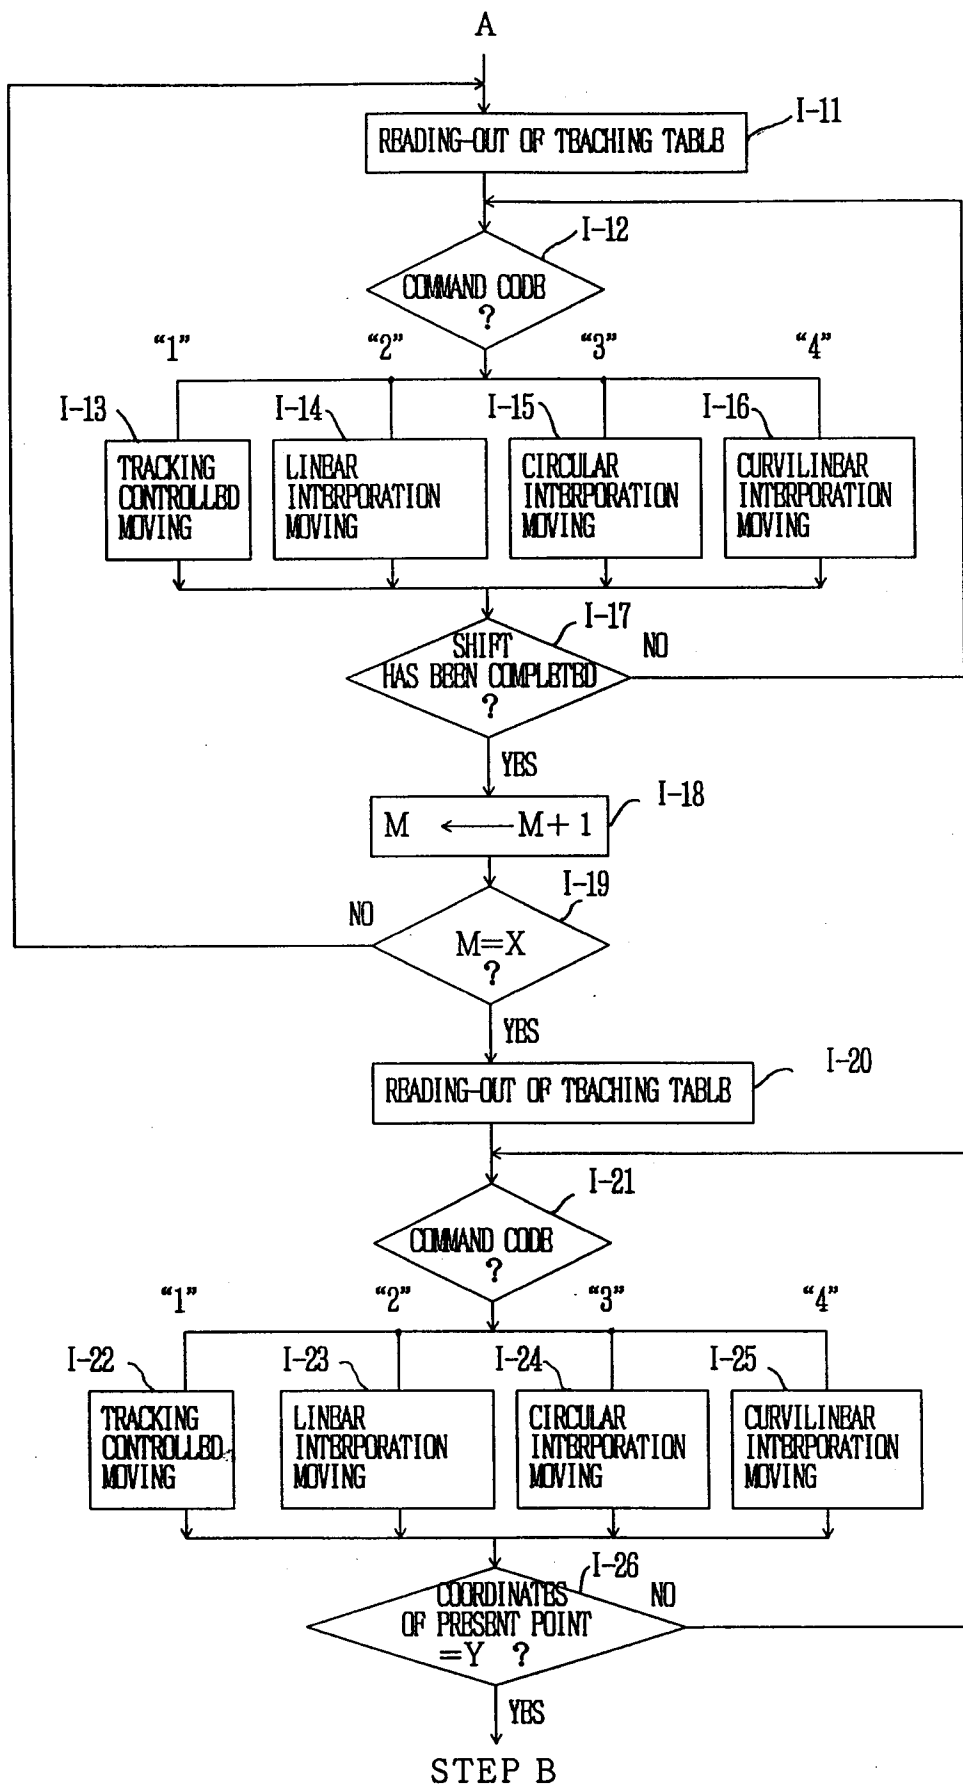 A
I-11
READING-OUT OF TEACHING TABLE
I-12
COMMAND CODE
?
"1" "2" "3" "4"
I-13 I-14 I-15 I-16
TRACKING
CONTROLLED
MOVING
LINEAR
INTERPORATION
MOVING
CIRCULAR
INTERPORATION
MOVING
CURVILINEAR
INTERPORATION
MOVING
I-17
SHIFT
HAS BEEN COMPLETED
?
NO
YES
I-18
M ← M+1
I-19
NO
M=X
?
YES
I-20
READING-OUT OF TEACHING TABLE
I-21
COMMAND CODE
?
"1" "2" "3" "4"
I-22 I-23 I-24 I-25
TRACKING
CONTROLLED
MOVING
LINEAR
INTERPORATION
MOVING
CIRCULAR
INTERPORATION
MOVING
CURVILINEAR
INTERPORATION
MOVING
I-26
COORDINATES
OF PRESENT POINT
=Y ?
NO
YES
STEP B